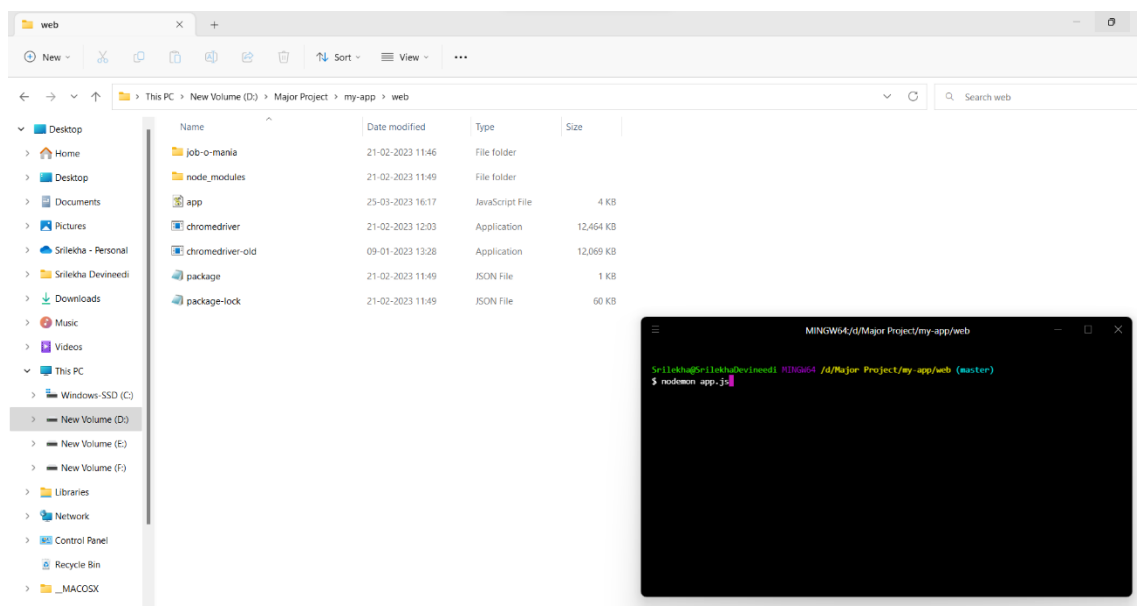 web
New
Sort
View
This PC > New Volume (D:) > Major Project > my-app > web
Search web
Name Date modified Type Size
job-o-mania 21-02-2023 11:46 File folder
node_modules 21-02-2023 11:49 File folder
app 25-03-2023 16:17 JavaScript File 4 KB
chromedriver 21-02-2023 12:03 Application 12,464 KB
chromedriver-old 09-01-2023 13:28 Application 12,069 KB
package 21-02-2023 11:49 JSON File 1 KB
package-lock 21-02-2023 11:49 JSON File 60 KB
Desktop
Home
Desktop
Documents
Pictures
Srilekha - Personal
Srilekha Devineedi
Downloads
Music
Videos
This PC
Windows-SSD (C:)
New Volume (D:)
New Volume (E:)
New Volume (F:)
Libraries
Network
Control Panel
Recycle Bin
__MACOSX
MINGW64:/d/Major Project/my-app/web
Srilekha@SrilekhaDevineedi MINGW64 /d/Major Project/my-app/web (master)
$ nodemon app.js